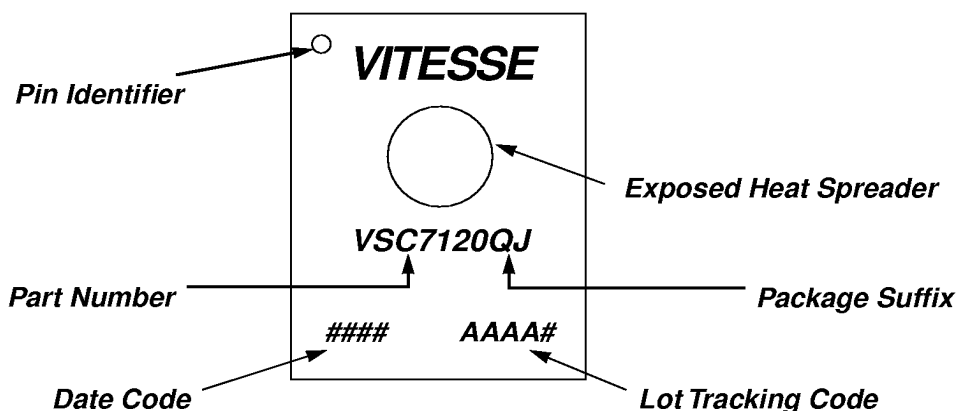 VITESSE
Pin Identifier
Exposed Heat Spreader
VSC7120QJ
Part Number
Package Suffix
#### AAAA#
Date Code
Lot Tracking Code